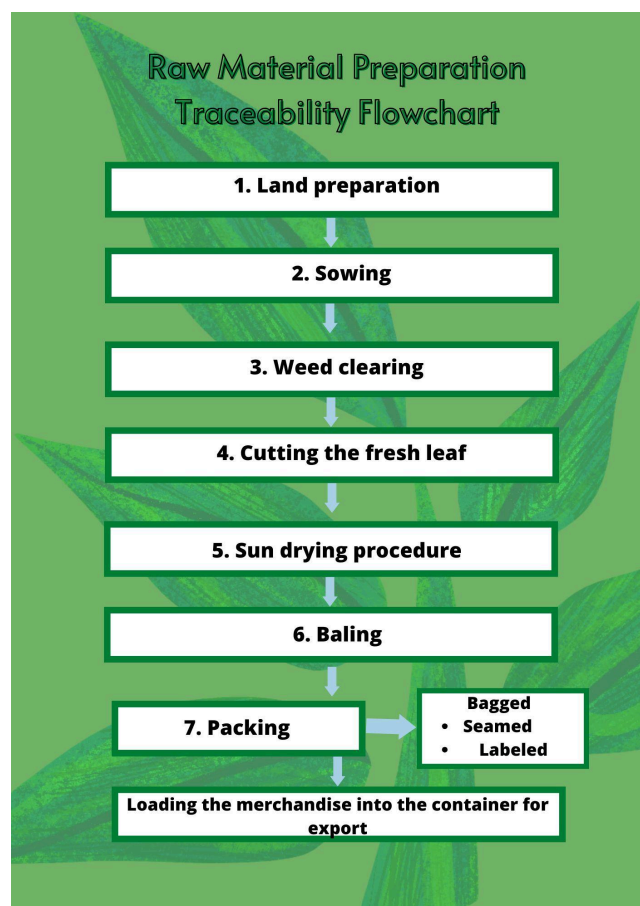 Raw Material Preparation
Traceability Flowchart
1. Land preparation
2. Sowing
3. Weed clearing
4. Cutting the fresh leaf
5. Sun drying procedure
6. Baling
7. Packing
Bagged
• Seamed
• Labeled
Loading the merchandise into the container for
export